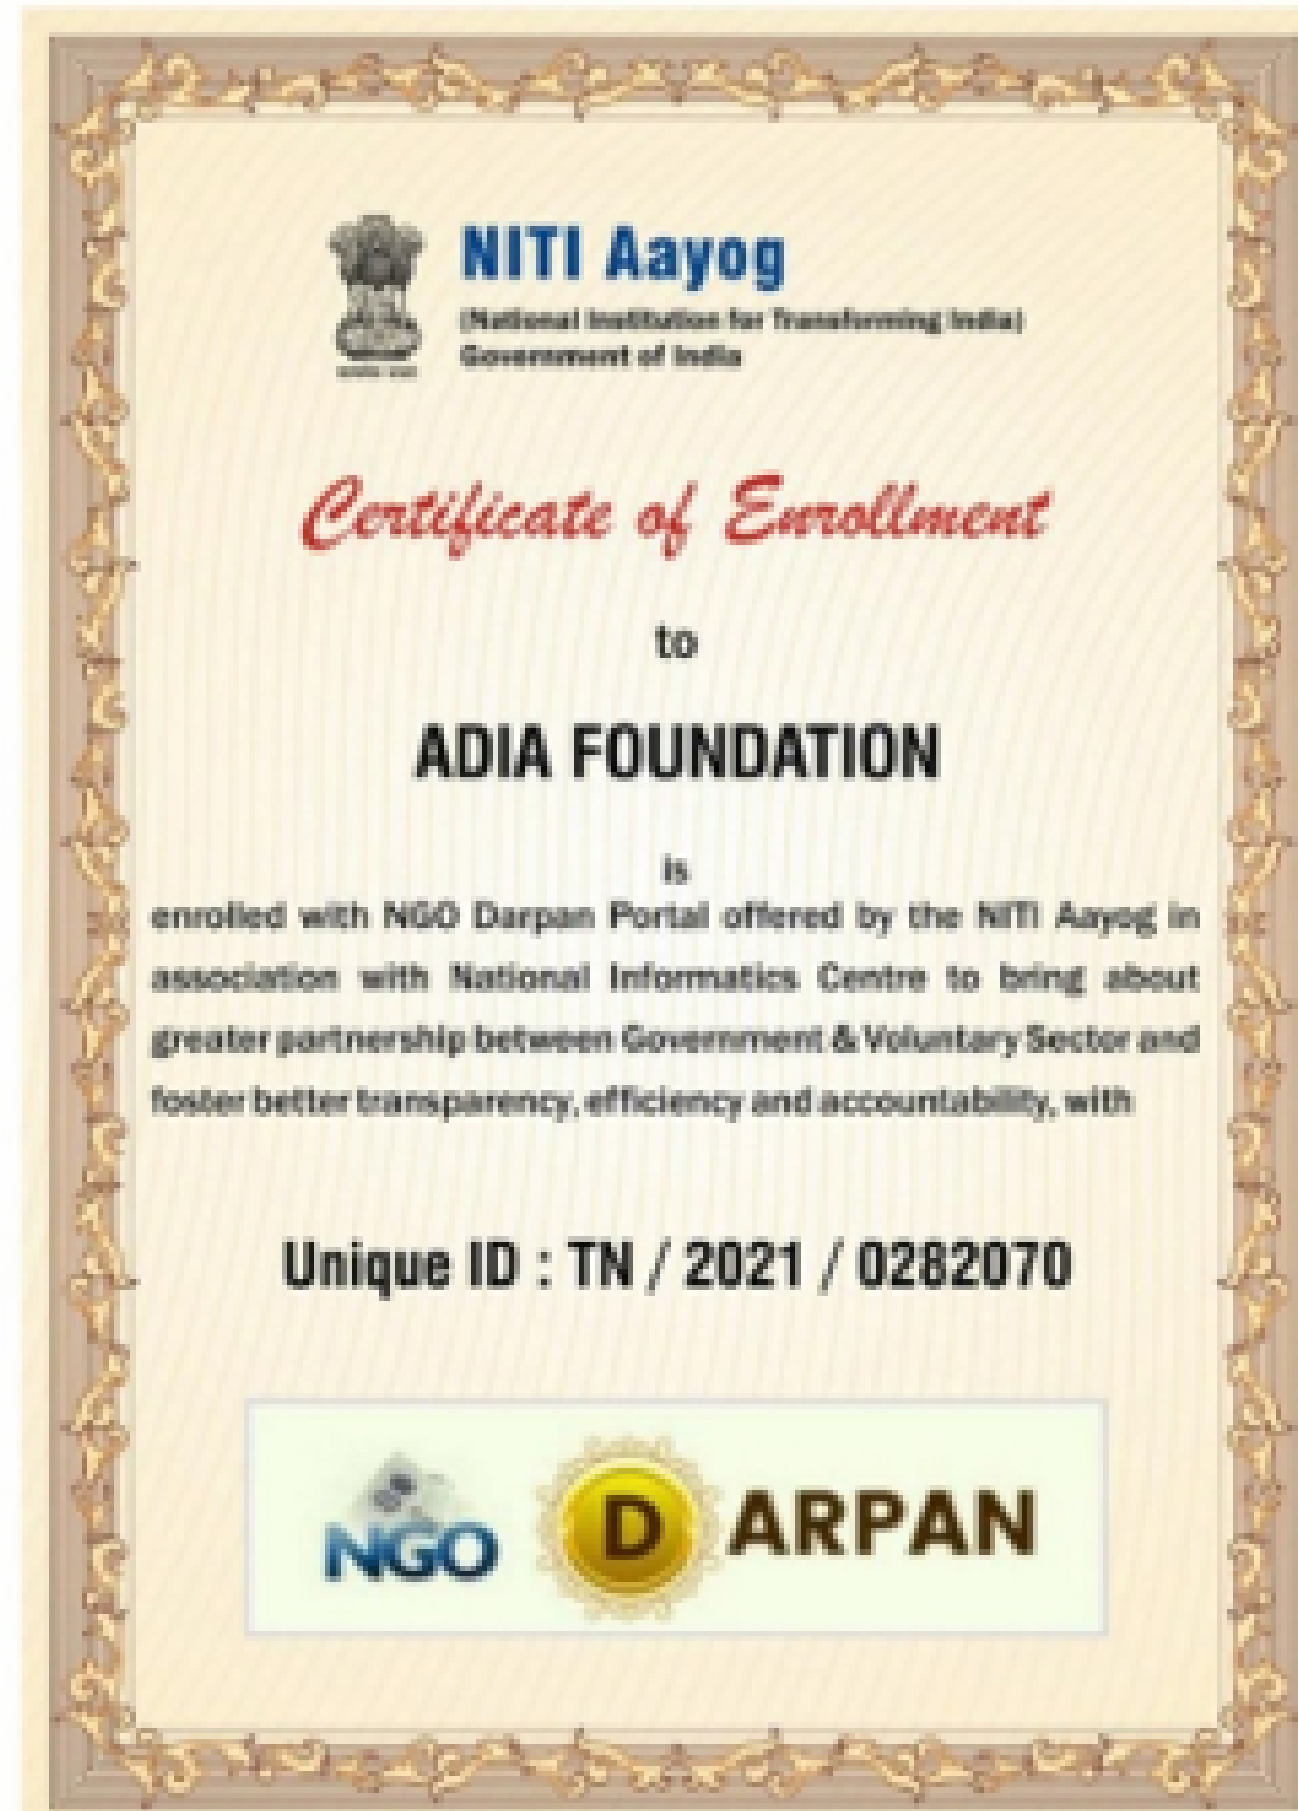 NITI Aayog
(National Institution for Transforming India)
Government of India
Certificate of Enrollment
to
ADIA FOUNDATION
is
enrolled with NGO Darpan Portal offered by the NITI Aayog in
association with National Informatics Centre to bring about
greater partnership between Government & Voluntary Sector and
foster better transparency, efficiency and accountability, with
Unique ID : TN / 2021 / 0282070
NGO DARPAN